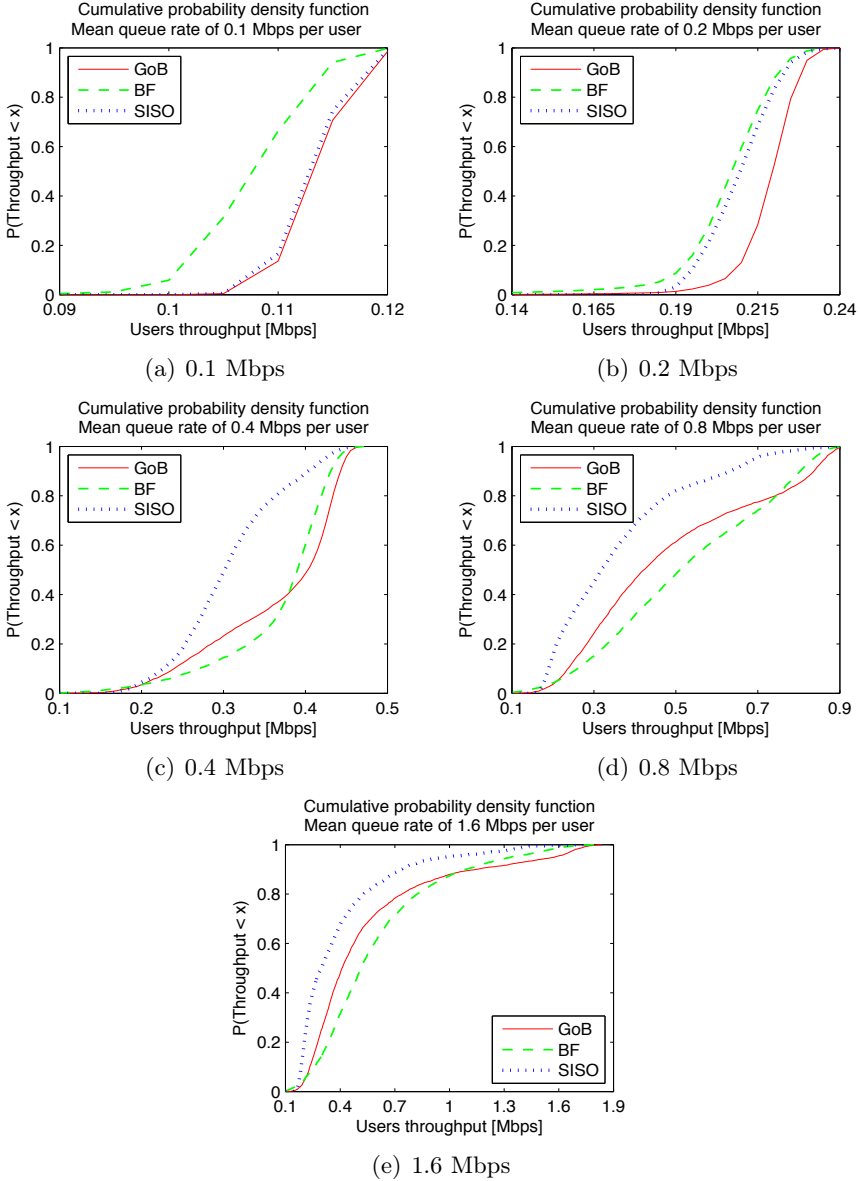 Cumulative probability density function
Mean queue rate of 0.1 Mbps per user
1
0.8
0.6
0.4
0.2
0
P(Throughput < x)
GoB
BF
SISO
0.09
0.1
0.11
0.12
Users throughput [Mbps]
(a) 0.1 Mbps
Cumulative probability density function
Mean queue rate of 0.2 Mbps per user
1
0.8
0.6
0.4
0.2
0
P(Throughput < x)
GoB
BF
SISO
0.14
0.165
0.19
0.215
0.24
Users throughput [Mbps]
(b) 0.2 Mbps
Cumulative probability density function
Mean queue rate of 0.4 Mbps per user
1
0.8
0.6
0.4
0.2
0
P(Throughput < x)
GoB
BF
SISO
0.1
0.2
0.3
0.4
0.5
Users throughput [Mbps]
(c) 0.4 Mbps
Cumulative probability density function
Mean queue rate of 0.8 Mbps per user
1
0.8
0.6
0.4
0.2
0
P(Throughput < x)
GoB
BF
SISO
0.1
0.3
0.5
0.7
0.9
Users throughput [Mbps]
(d) 0.8 Mbps
Cumulative probability density function
Mean queue rate of 1.6 Mbps per user
1
0.8
0.6
0.4
0.2
0
P(Throughput < x)
GoB
BF
SISO
0.1
0.4
0.7
1
1.3
1.6
1.9
Users throughput [Mbps]
(e) 1.6 Mbps